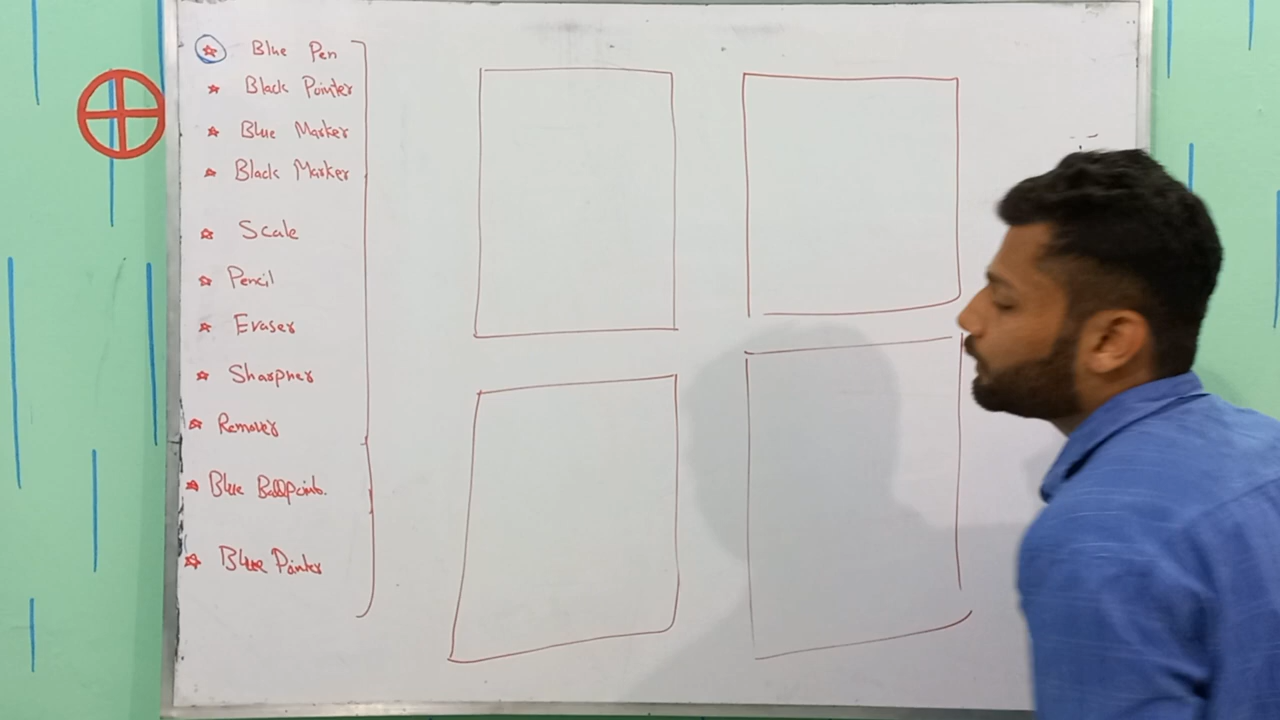 Blue Pen
Black Pointer
Blue Marker
Black Marker
Scale
Pencil
Eraser
Sharpner
Remover
Blue Ballpoint.
Blue Pointer